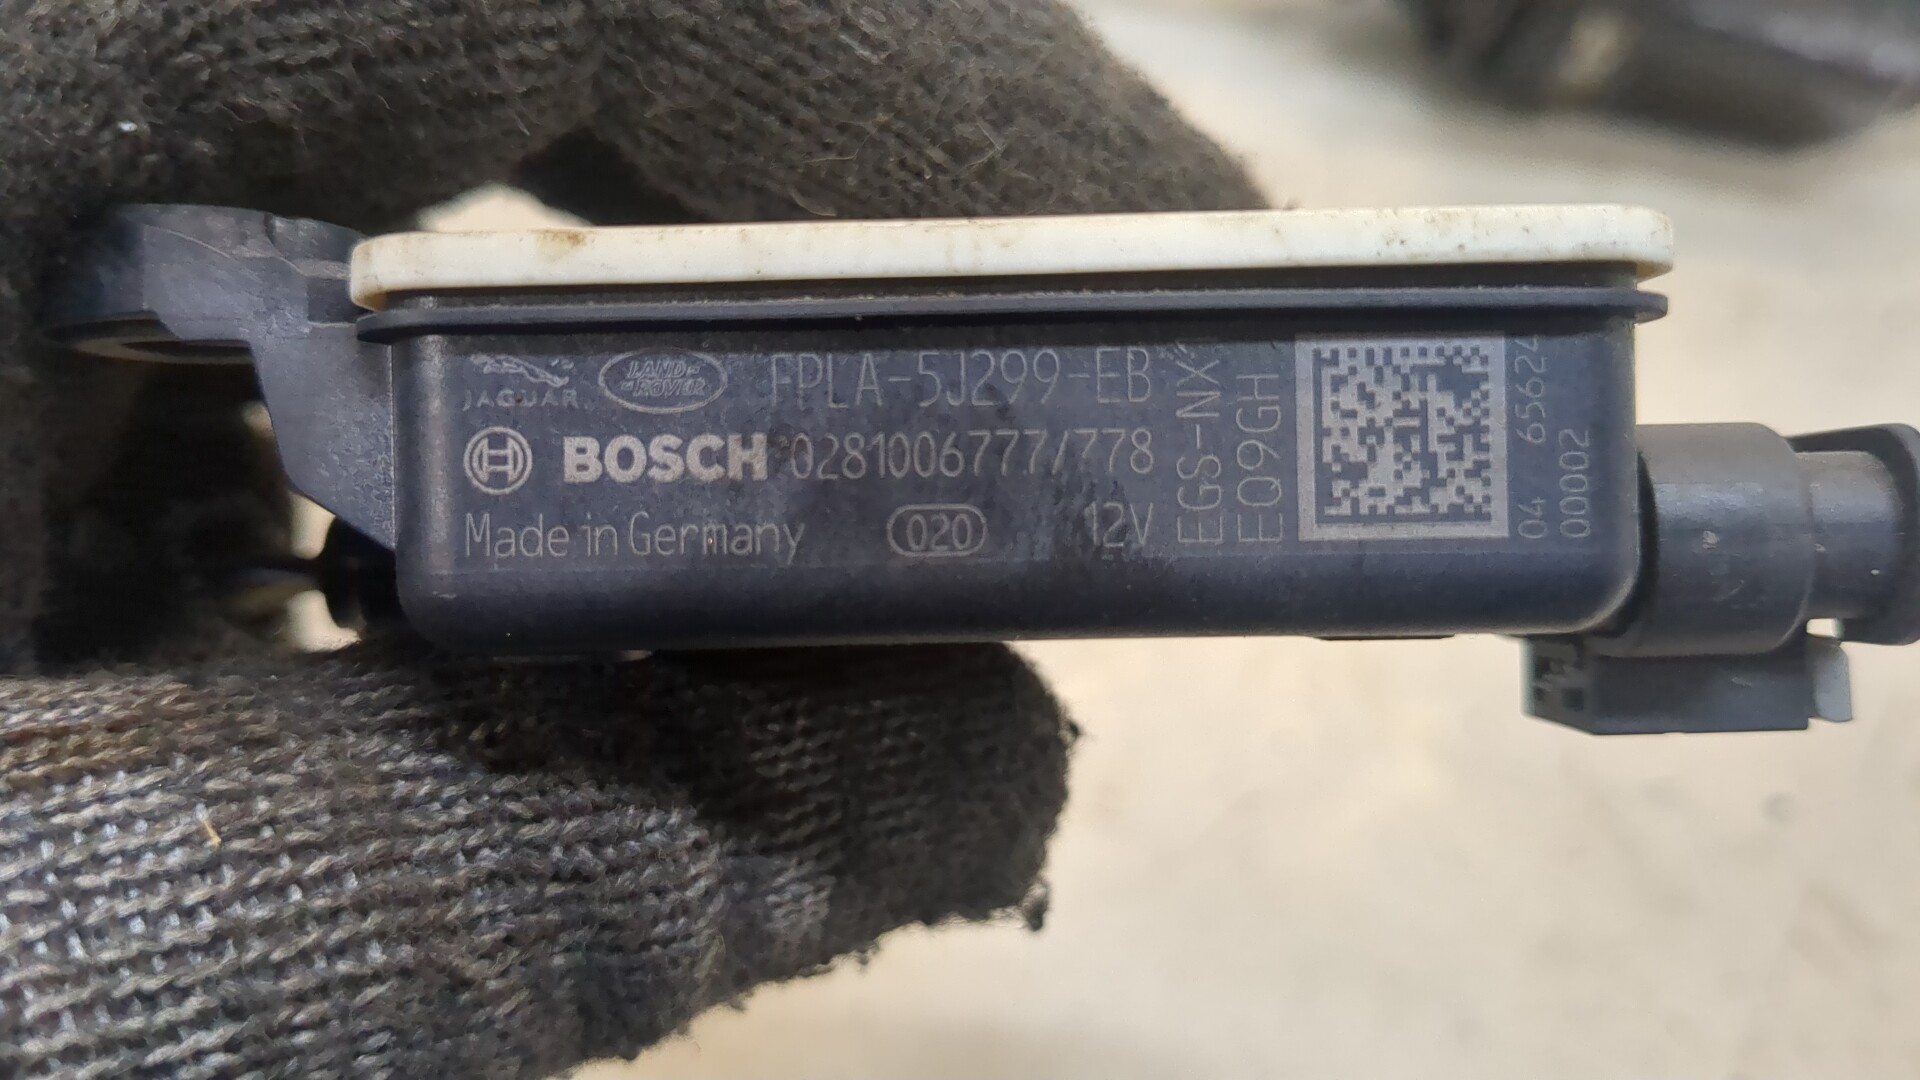 JAGUAR LAND-ROVER FPLA-5J299-EB
BOSCH 0281006777/778
Made in Germany 020 12V
EGS-NX
EQ9GH
04 65624
00002